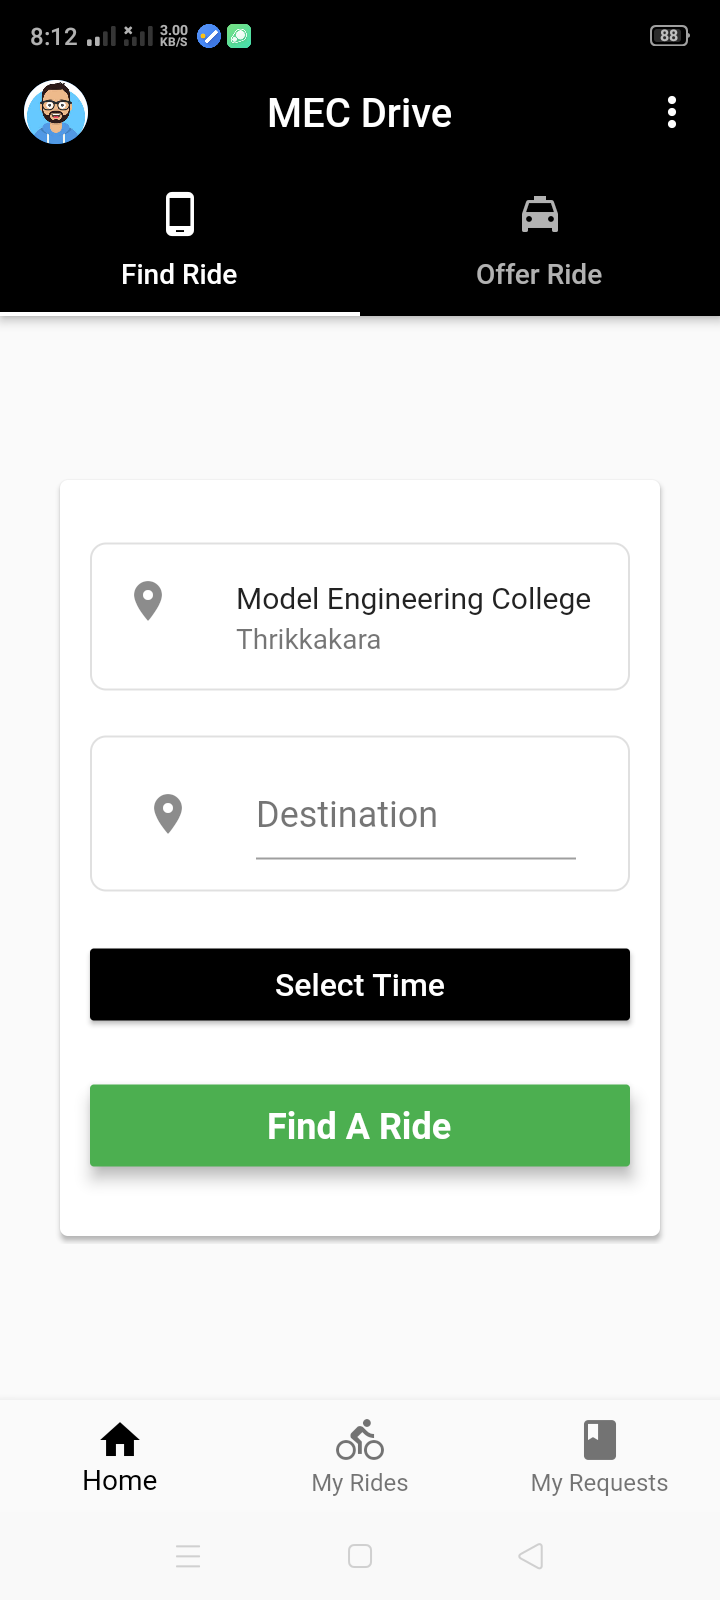 8:12
3.00
KB/S
88
MEC Drive
Find Ride
Offer Ride
Model Engineering College
Thrikkakara
Destination
Select Time
Find A Ride
Home
My Rides
My Requests